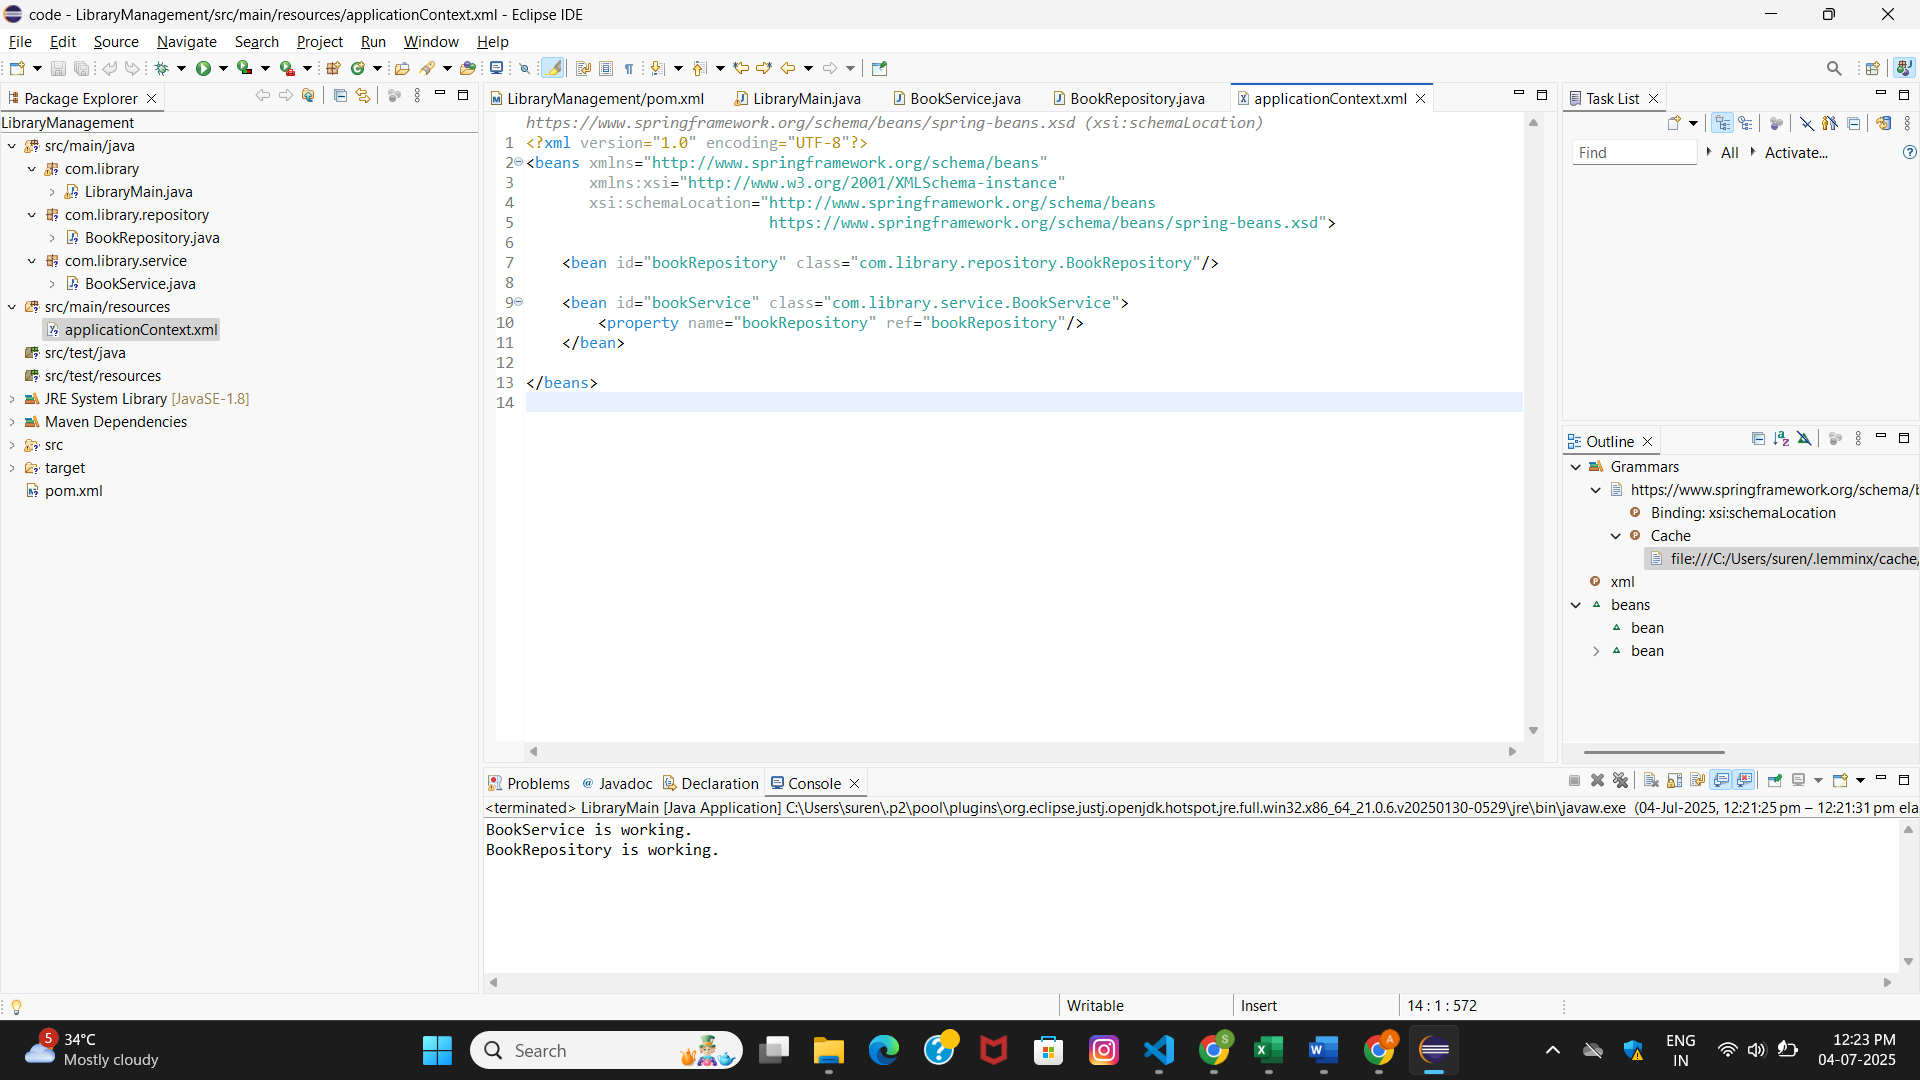 code - LibraryManagement/src/main/resources/applicationContext.xml - Eclipse IDE
File Edit Source Navigate Search Project Run Window Help
Package Explorer
LibraryManagement
src/main/java
com.library
LibraryMain.java
com.library.repository
BookRepository.java
com.library.service
BookService.java
src/main/resources
applicationContext.xml
src/test/java
src/test/resources
JRE System Library [JavaSE-1.8]
Maven Dependencies
src
target
pom.xml
LibraryManagement/pom.xml LibraryMain.java BookService.java BookRepository.java applicationContext.xml
https://www.springframework.org/schema/beans/spring-beans.xsd (xsi:schemaLocation)
1 <?xml version="1.0" encoding="UTF-8"?>
2 <beans xmlns="http://www.springframework.org/schema/beans"
3 xmlns:xsi="http://www.w3.org/2001/XMLSchema-instance"
4 xsi:schemaLocation="http://www.springframework.org/schema/beans
5 https://www.springframework.org/schema/beans/spring-beans.xsd">
6
7 <bean id="bookRepository" class="com.library.repository.BookRepository"/>
8
9 <bean id="bookService" class="com.library.service.BookService">
10 <property name="bookRepository" ref="bookRepository"/>
11 </bean>
12
13 </beans>
14
Task List
Find All Activate...
Outline
Grammars
https://www.springframework.org/schema/b
Binding: xsi:schemaLocation
Cache
file:///C:/Users/suren/.lemminx/cache/
xml
beans
bean
bean
Problems Javadoc Declaration Console
<terminated> LibraryMain [Java Application] C:\Users\suren\.p2\pool\plugins\org.eclipse.justj.openjdk.hotspot.jre.full.win32.x86_64_21.0.6.v20250130-0529\jre\bin\javaw.exe (04-Jul-2025, 12:21:25 pm – 12:21:31 pm ela
BookService is working.
BookRepository is working.
Writable Insert 14 : 1 : 572
5
34°C
Mostly cloudy
Search
S
A
ENG
IN
12:23 PM
04-07-2025